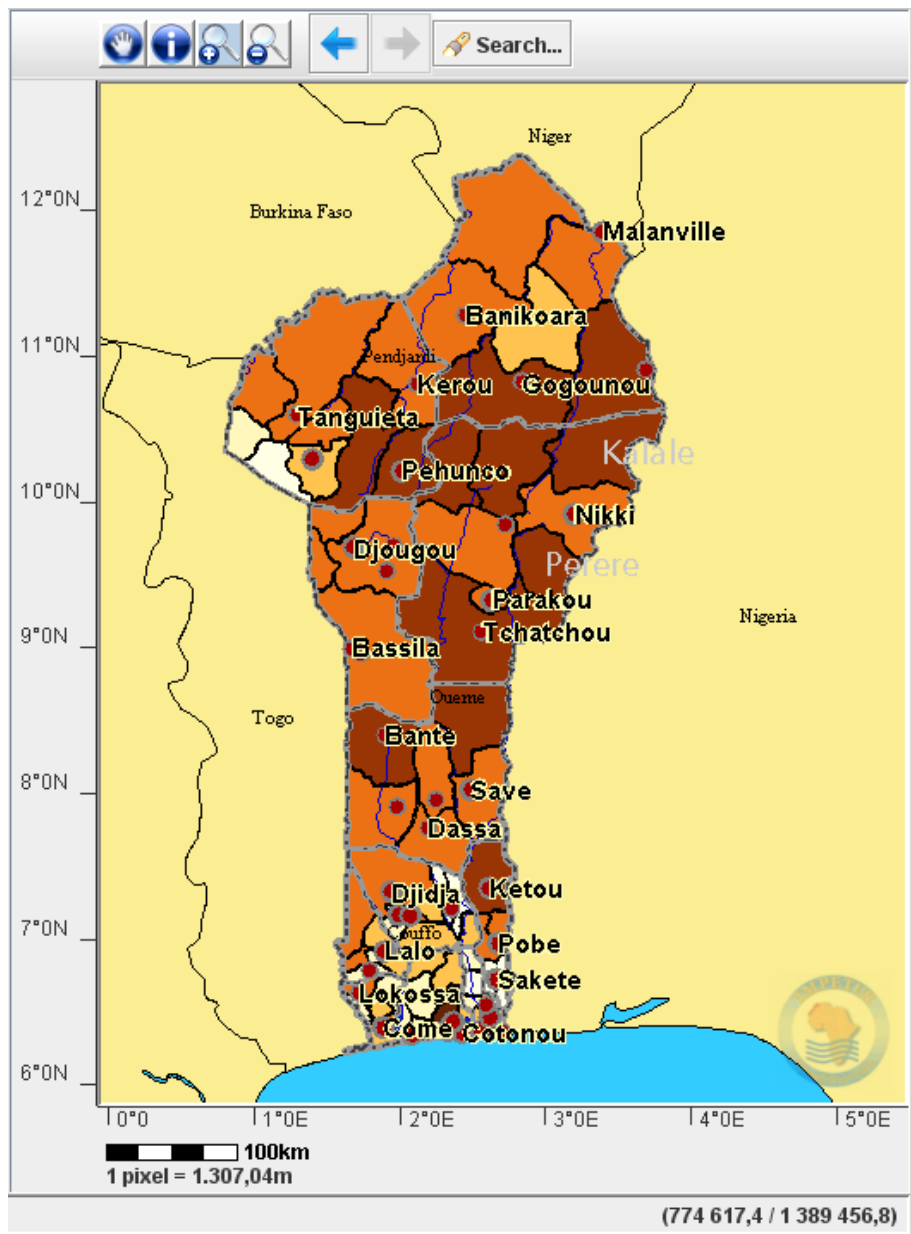 Search...
Niger
12°0N
Burkina Faso
Malanville
Banikoara
11°0N
Pendjardi
Kerou
Gogounou
Tanguieta
Kalale
Pehunco
10°0N
Nikki
Djougou
Perere
Parakou
Nigeria
9°0N
Tchatchou
Bassila
Oueme
Togo
Bante
8°0N
Save
Dassa
Ketou
Djidja
7°0N
Couffo
Pobe
Lalo
Sakete
Lokossa
Come
Cotonou
6°0N
0°0
1°0E
2°0E
3°0E
4°0E
5°0E
100km
1 pixel = 1.307,04m
(774 617,4 / 1 389 456,8)